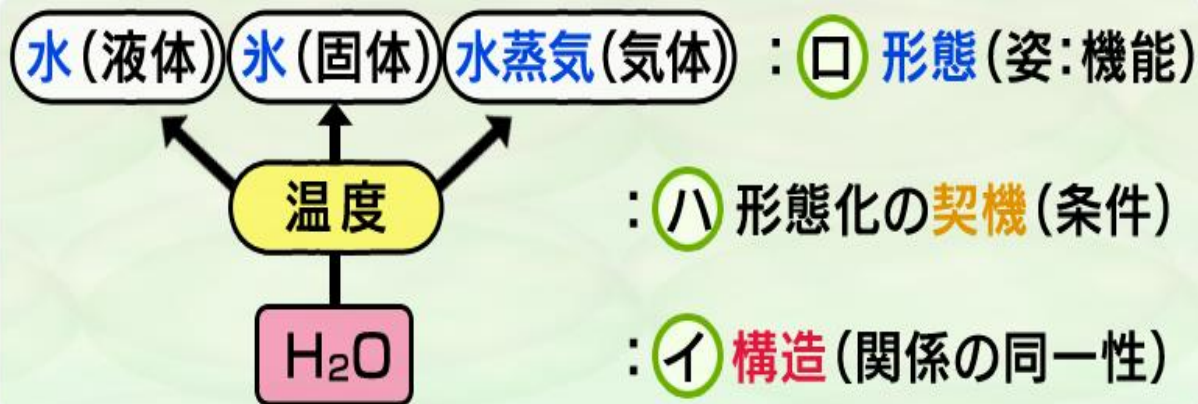 水(液体) 氷(固体) 水蒸気(気体) : ロ 形態(姿:機能)
温度 : ハ 形態化の契機(条件)
H₂O : イ 構造(関係の同一性)